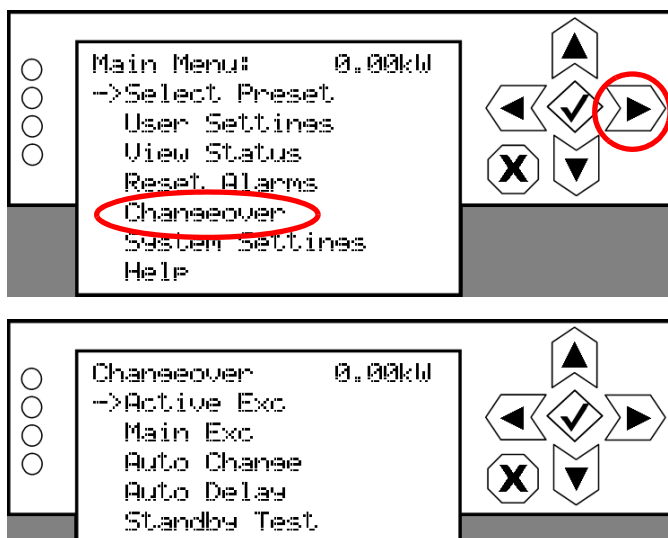 Main Menu: 0.00kW
->Select Preset
User Settings
View Status
Reset Alarms
Changeover
System Settings
Help
X
Changeover 0.00kW
->Active Exc
Main Exc
Auto Change
Auto Delay
Standby Test
X